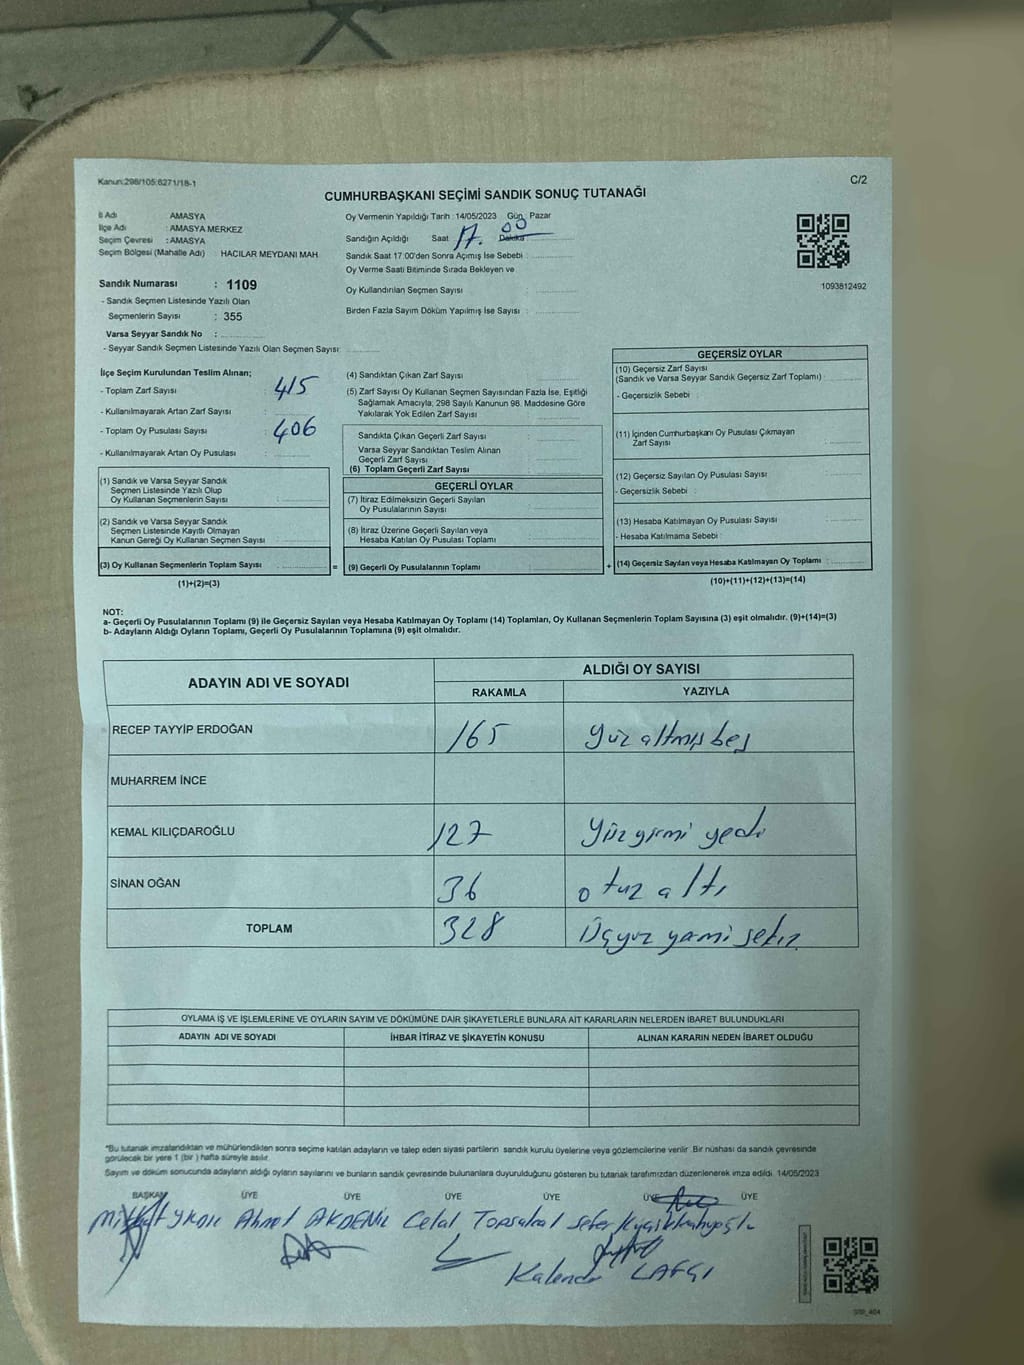 Kanun:298/105;6271/18-1
C/2
CUMHURBAŞKANI SEÇİMİ SANDIK SONUÇ TUTANAĞI
İl Adı AMASYA
İlçe Adı : AMASYA MERKEZ
Seçim Çevresi : AMASYA
Seçim Bölgesi (Mahalle Adı) : HACILAR MEYDANI MAH.
Oy Vermenin Yapıldığı Tarih :14/05/2023 Gün Pazar
Sandığın Açıldığı Saat 17.00 Dakika
Sandık Saat 17:00'den Sonra Açımış İse Sebebi :
Oy Verme Saati Bitiminde Sırada Bekleyen ve
Oy Kullandırılan Seçmen Sayısı :
Birden Fazla Sayım Döküm Yapılmış İse Sayısı :
1093812492
Sandık Numarası : 1109
- Sandık Seçmen Listesinde Yazılı Olan
Seçmenlerin Sayısı : 355
Varsa Seyyar Sandık No :
- Seyyar Sandık Seçmen Listesinde Yazılı Olan Seçmen Sayısı:
İlçe Seçim Kurulundan Teslim Alınan;
- Toplam Zarf Sayısı : 415
- Kullanılmayarak Artan Zarf Sayısı :
- Toplam Oy Pusulası Sayısı : 406
- Kullanılmayarak Artan Oy Pusulası :
(1) Sandık ve Varsa Seyyar Sandık
Seçmen Listesinde Yazılı Olup
Oy Kullanan Seçmenlerin Sayısı :
(2) Sandık ve Varsa Seyyar Sandık
Seçmen Listesinde Kayıtlı Olmayan
Kanun Gereği Oy Kullanan Seçmen Sayısı :
(3) Oy Kullanan Seçmenlerin Toplam Sayısı :
(1)+(2)=(3)
(4) Sandıktan Çıkan Zarf Sayısı :
(5) Zarf Sayısı Oy Kullanan Seçmen Sayısından Fazla İse, Eşitliği
Sağlamak Amacıyla; 298 Sayılı Kanunun 98. Maddesine Göre
Yakılarak Yok Edilen Zarf Sayısı :
Sandıkta Çıkan Geçerli Zarf Sayısı :
Varsa Seyyar Sandıktan Teslim Alınan
Geçerli Zarf Sayısı :
(6) Toplam Geçerli Zarf Sayısı
GEÇERLİ OYLAR
(7) İtiraz Edilmeksizin Geçerli Sayılan
Oy Pusulalarının Sayısı :
(8) İtiraz Üzerine Geçerli Sayılan veya
Hesaba Katılan Oy Pusulası Toplamı :
= (9) Geçerli Oy Pusulalarının Toplamı
GEÇERSİZ OYLAR
(10) Geçersiz Zarf Sayısı
(Sandık ve Varsa Seyyar Sandık Geçersiz Zarf Toplamı) :
- Geçersizlik Sebebi :
(11) İçinden Cumhurbaşkanı Oy Pusulası Çıkmayan
Zarf Sayısı :
(12) Geçersiz Sayılan Oy Pusulası Sayısı :
- Geçersizlik Sebebi :
(13) Hesaba Katılmayan Oy Pusulası Sayısı :
- Hesaba Katılmama Sebebi :
+ (14) Geçersiz Sayılan veya Hesaba Katılmayan Oy Toplamı :
(10)+(11)+(12)+(13)=(14)
NOT:
a- Geçerli Oy Pusulalarının Toplamı (9) ile Geçersiz Sayılan veya Hesaba Katılmayan Oy Toplamı (14) Toplamları, Oy Kullanan Seçmenlerin Toplam Sayısına (3) eşit olmalıdır. (9)+(14)=(3)
b- Adayların Aldığı Oyların Toplamı, Geçerli Oy Pusulalarının Toplamına (9) eşit olmalıdır.
ADAYIN ADI VE SOYADI
ALDIĞI OY SAYISI
RAKAMLA YAZIYLA
RECEP TAYYİP ERDOĞAN 165 Yüz altmış beş
MUHARREM İNCE
KEMAL KILIÇDAROĞLU 127 Yüz yirmi yedi
SİNAN OĞAN 36 otuz altı
TOPLAM 328 Üçyüz yirmi sekiz
OYLAMA İŞ VE İŞLEMLERİNE VE OYLARIN SAYIM VE DÖKÜMÜNE DAİR ŞİKAYETLERLE BUNLARA AİT KARARLARIN NELERDEN İBARET BULUNDUKLARI
ADAYIN ADI VE SOYADI İHBAR İTİRAZ VE ŞİKAYETİN KONUSU ALINAN KARARIN NEDEN İBARET OLDUĞU
*Bu tutanak imzalandıktan ve mühürlendikten sonra seçime katılan adayların ve talep eden siyasi partilerin sandık kurulu üyelerine veya gözlemcilerine verilir. Bir nüshası da sandık çevresinde
görülecek bir yere 1 (bir ) hafta süreyle asılır.
Sayım ve döküm sonucunda adayların aldığı oyların sayılarını ve bunların sandık çevresinde bulunanlara duyurulduğunu gösteren bu tutanak tarafımızdan düzenlenerek imza edildi. 14/05/2023
BAŞKAN ÜYE ÜYE ÜYE ÜYE ÜYE ÜYE
Ahmet AKDENİZ Celal Sefer
LAFÇI